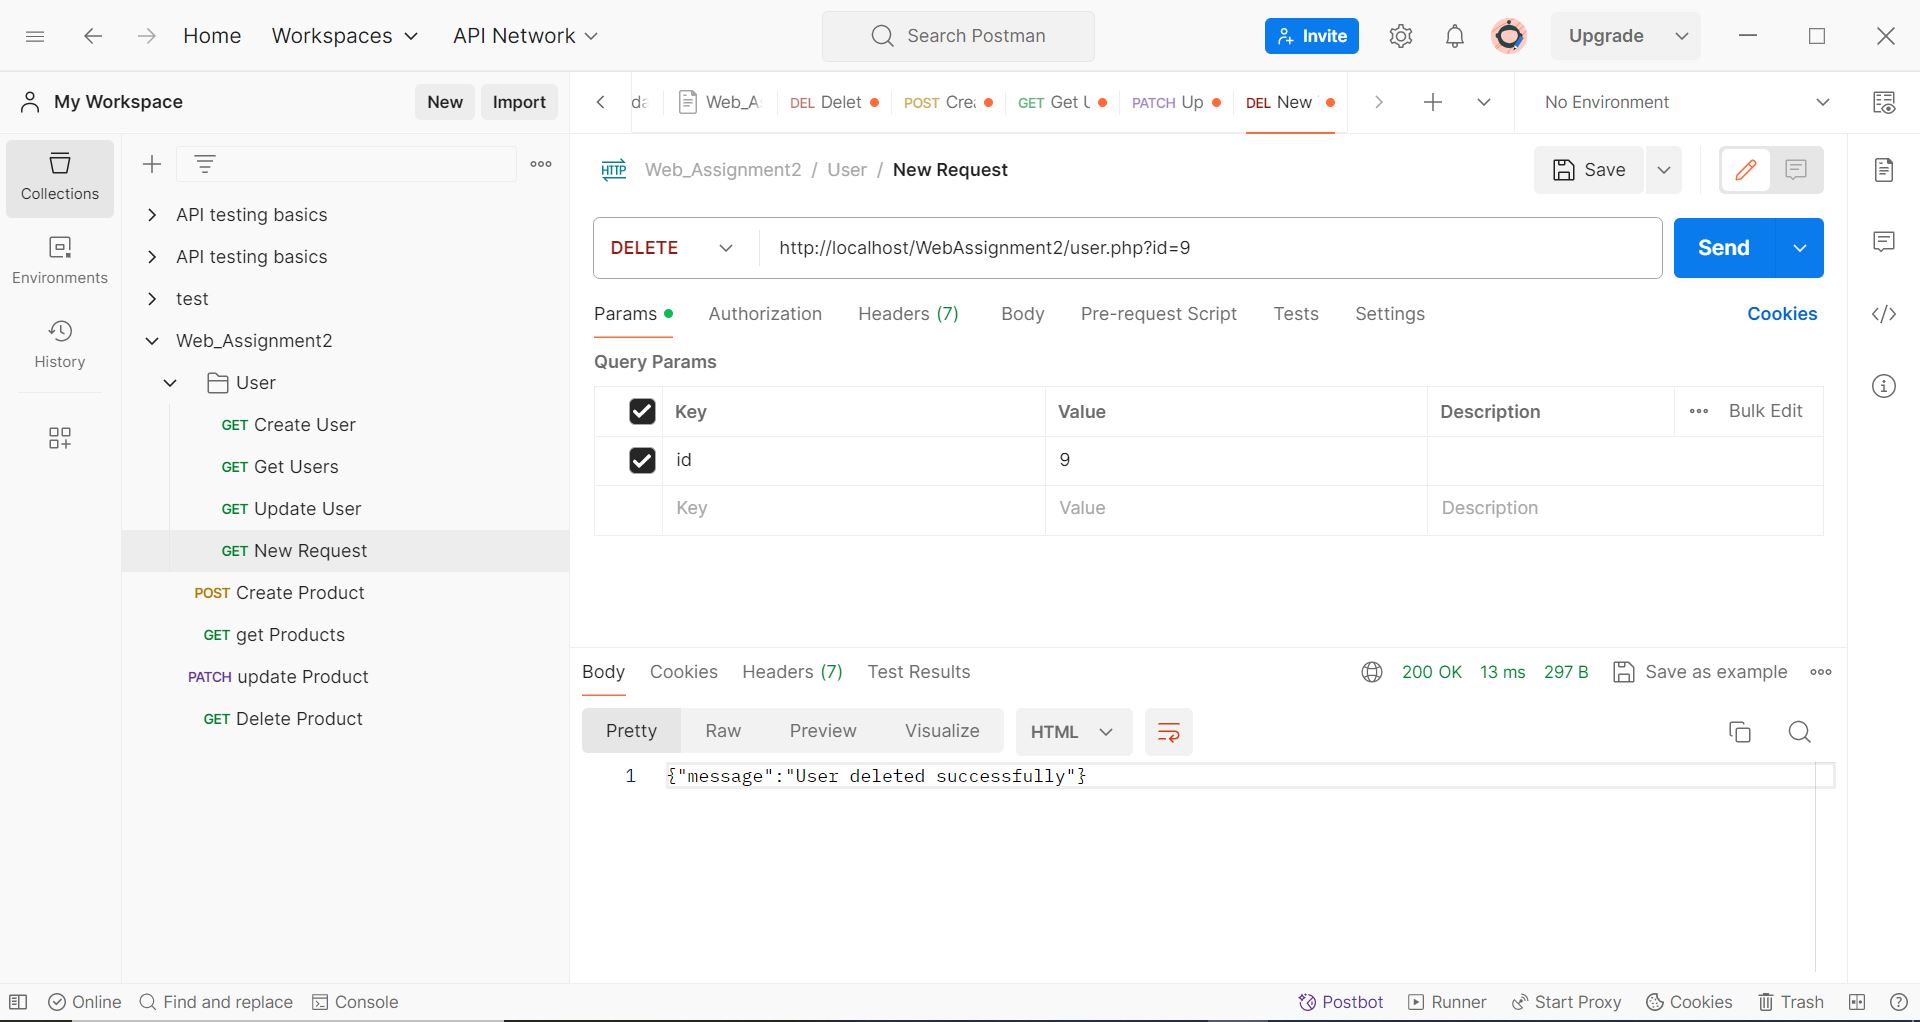 Home Workspaces API Network Search Postman Invite Upgrade
My Workspace New Import
Web_A DEL Delet POST Cre GET Get PATCH Up DEL New No Environment
Collections
Environments
History
API testing basics
API testing basics
test
Web_Assignment2
User
GET Create User
GET Get Users
GET Update User
GET New Request
POST Create Product
GET get Products
PATCH update Product
GET Delete Product
HTTP Web_Assignment2 / User / New Request Save
DELETE http://localhost/WebAssignment2/user.php?id=9 Send
Params Authorization Headers (7) Body Pre-request Script Tests Settings Cookies
Query Params
Key Value Description Bulk Edit
id 9
Key Value Description
Body Cookies Headers (7) Test Results 200 OK 13 ms 297 B Save as example
Pretty Raw Preview Visualize HTML
1 {"message":"User deleted successfully"}
Online Find and replace Console Postbot Runner Start Proxy Cookies Trash